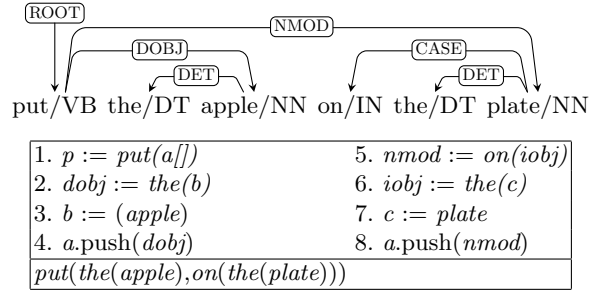 ROOT
NMOD
DOBJ CASE
DET DET
put/VB the/DT apple/NN on/IN the/DT plate/NN
1. p := put(a[]) 5. nmod := on(iobj)
2. dobj := the(b) 6. iobj := the(c)
3. b := (apple) 7. c := plate
4. a.push(dobj) 8. a.push(nmod)
put(the(apple),on(the(plate)))